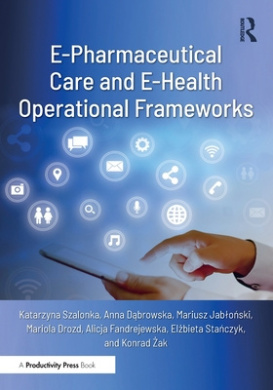 Routledge
E-Pharmaceutical
Care and E-Health
Operational Frameworks
Katarzyna Szalonka, Anna Dąbrowska, Mariusz Jabłoński,
Mariola Drozd, Alicja Fandrejewska, Elżbieta Stańczyk,
and Konrad Żak
A Productivity Press Book